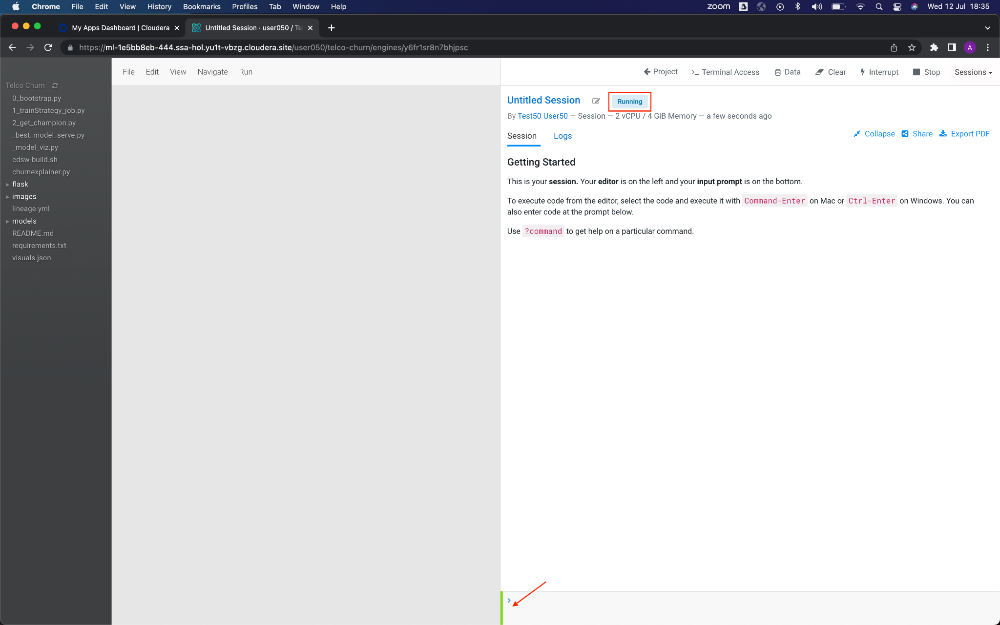 Chrome File Edit View History Bookmarks Profiles Tab Window Help zoom Wed 12 Jul 18:35
My Apps Dashboard | Cloudera Untitled Session · user050 / Te
https://ml-1e5bb8eb-444.ssa-hol.yu1t-vbzg.cloudera.site/user050/telco-churn/engines/y6fr1sr8n7bhjpsc A
File Edit View Navigate Run
Project Terminal Access Data Clear Interrupt Stop Sessions
Telco Churn
0_bootstrap.py
1_trainStrategy_job.py
2_get_champion.py
_best_model_serve.py
_model_viz.py
cdsw-build.sh
churnexplainer.py
flask
images
lineage.yml
models
README.md
requirements.txt
visuals.json
Untitled Session Running
By Test50 User50 — Session — 2 vCPU / 4 GiB Memory — a few seconds ago
Session Logs Collapse Share Export PDF
Getting Started
This is your session. Your editor is on the left and your input prompt is on the bottom.
To execute code from the editor, select the code and execute it with Command-Enter on Mac or Ctrl-Enter on Windows. You can
also enter code at the prompt below.
Use ?command to get help on a particular command.